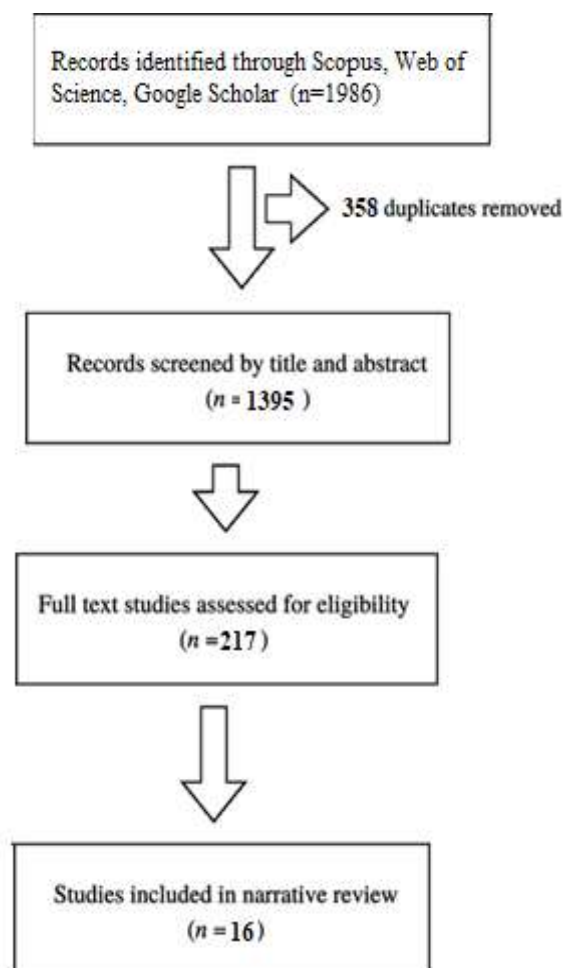 Records identified through Scopus, Web of
Science, Google Scholar (n=1986)
358 duplicates removed
Records screened by title and abstract
(n = 1395 )
Full text studies assessed for eligibility
(n =217 )
Studies included in narrative review
(n = 16)